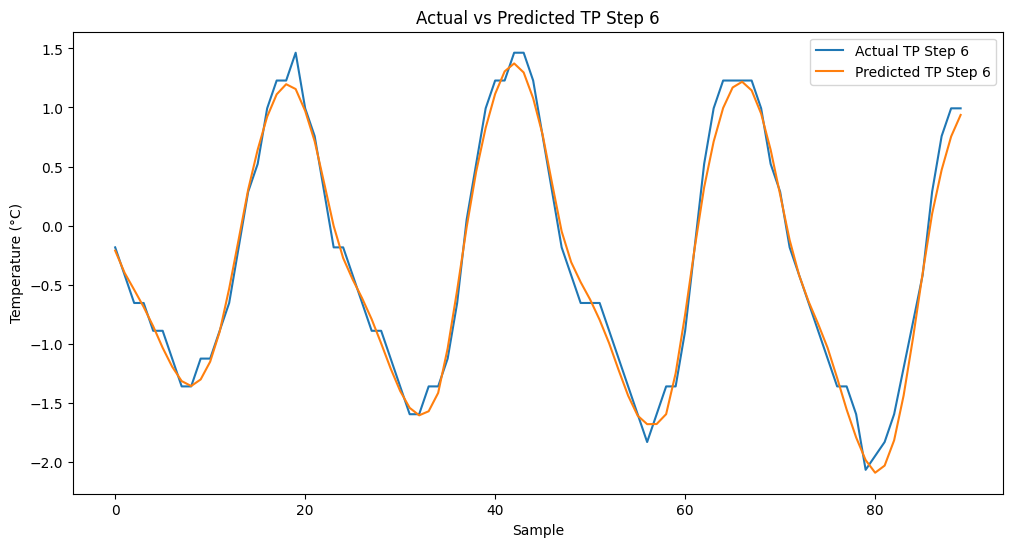 Actual vs Predicted TP Step 6
Actual TP Step 6
Predicted TP Step 6
Temperature (°C)
1.5
1.0
0.5
0.0
−0.5
−1.0
−1.5
−2.0
0 20 40 60 80
Sample